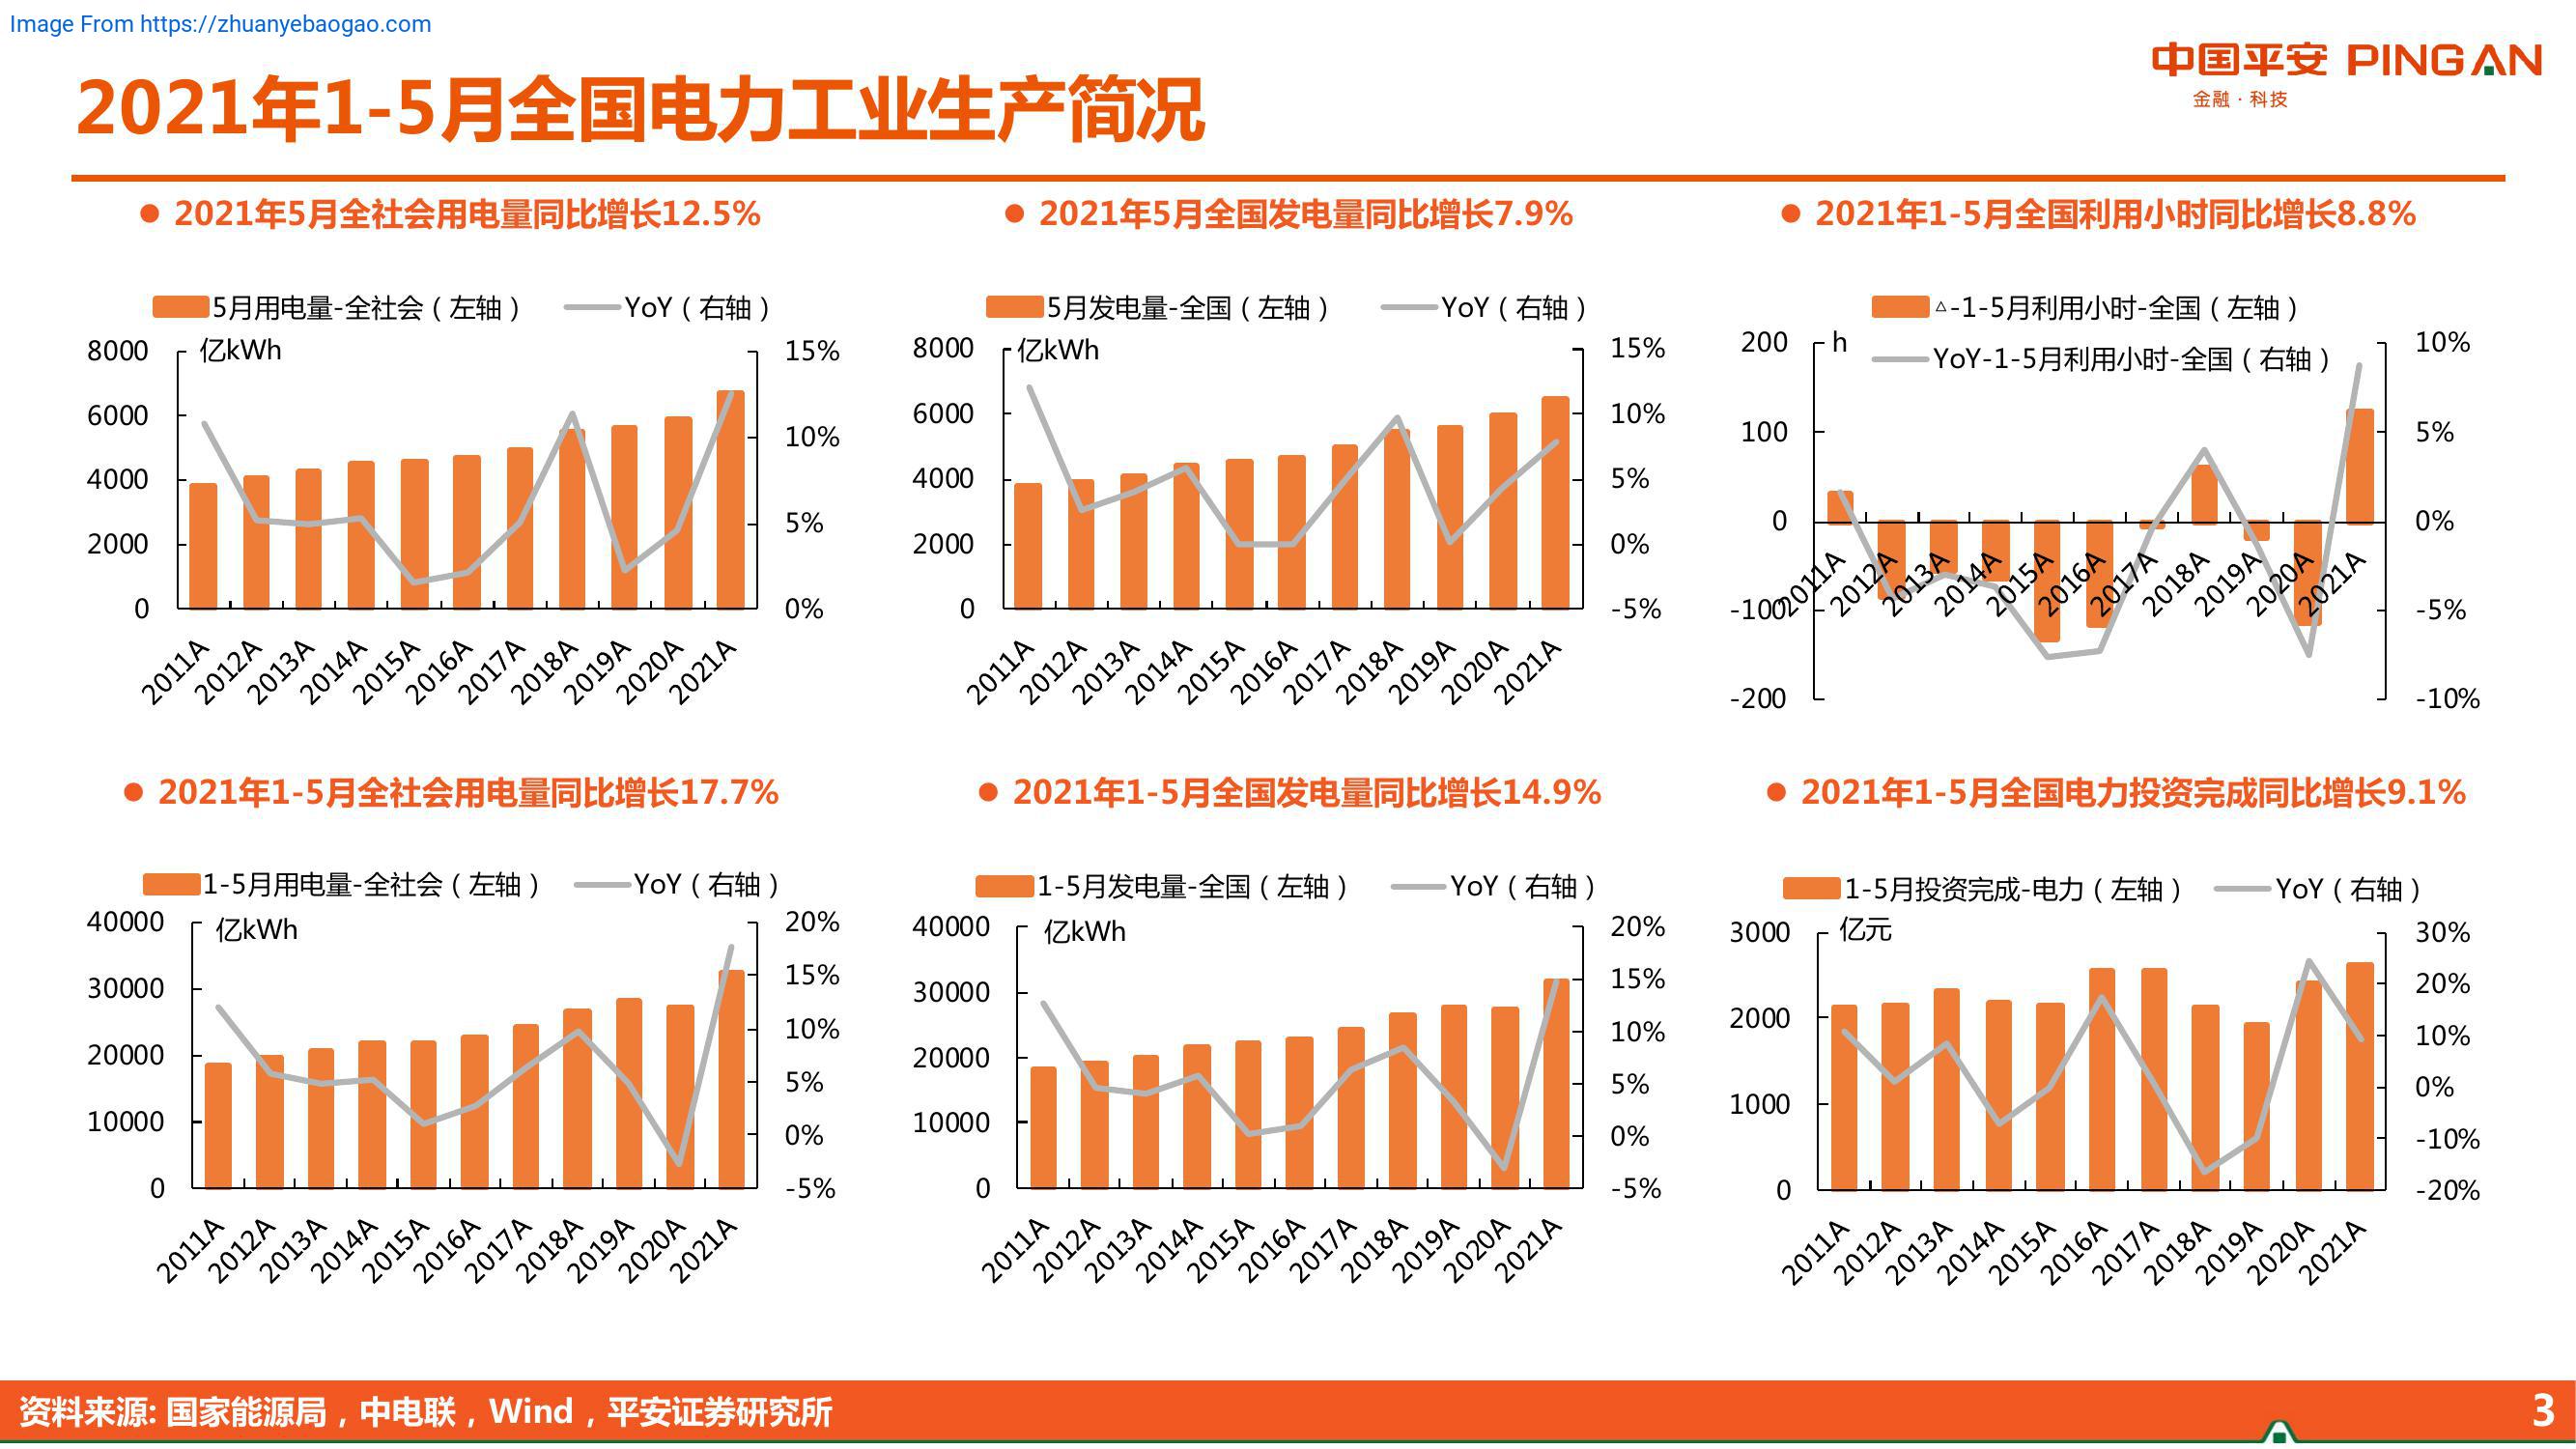 Image From https://zhuanyebaogao.com
中国平安 PINGAN
金融·科技
2021年1-5月全国电力工业生产简况
● 2021年5月全社会用电量同比增长12.5%
5月用电量-全社会（左轴） YoY（右轴）
亿kWh
8000
6000
4000
2000
0
15%
10%
5%
0%
2011A 2012A 2013A 2014A 2015A 2016A 2017A 2018A 2019A 2020A 2021A
● 2021年5月全国发电量同比增长7.9%
5月发电量-全国（左轴） YoY（右轴）
亿kWh
8000
6000
4000
2000
0
15%
10%
5%
0%
-5%
2011A 2012A 2013A 2014A 2015A 2016A 2017A 2018A 2019A 2020A 2021A
● 2021年1-5月全国利用小时同比增长8.8%
△-1-5月利用小时-全国（左轴）
YoY-1-5月利用小时-全国（右轴）
h
200
100
0
-100
-200
10%
5%
0%
-5%
-10%
2011A 2012A 2013A 2014A 2015A 2016A 2017A 2018A 2019A 2020A 2021A
● 2021年1-5月全社会用电量同比增长17.7%
1-5月用电量-全社会（左轴） YoY（右轴）
亿kWh
40000
30000
20000
10000
0
20%
15%
10%
5%
0%
-5%
2011A 2012A 2013A 2014A 2015A 2016A 2017A 2018A 2019A 2020A 2021A
● 2021年1-5月全国发电量同比增长14.9%
1-5月发电量-全国（左轴） YoY（右轴）
亿kWh
40000
30000
20000
10000
0
20%
15%
10%
5%
0%
-5%
2011A 2012A 2013A 2014A 2015A 2016A 2017A 2018A 2019A 2020A 2021A
● 2021年1-5月全国电力投资完成同比增长9.1%
1-5月投资完成-电力（左轴） YoY（右轴）
亿元
3000
2000
1000
0
30%
20%
10%
0%
-10%
-20%
2011A 2012A 2013A 2014A 2015A 2016A 2017A 2018A 2019A 2020A 2021A
资料来源: 国家能源局，中电联，Wind，平安证券研究所
3